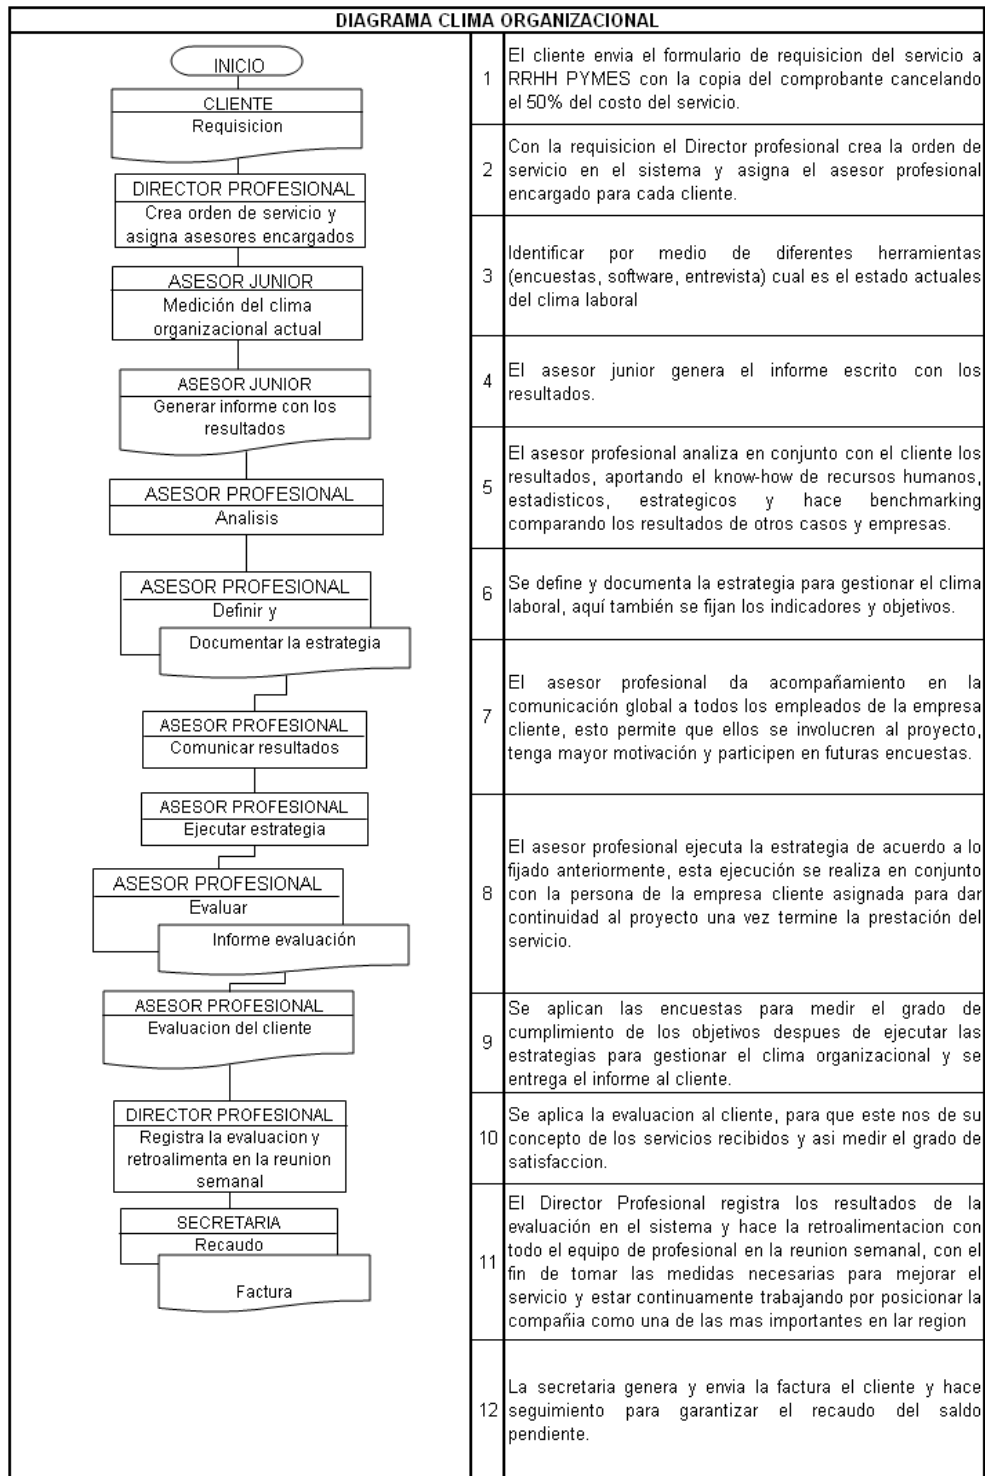 DIAGRAMA CLIMA ORGANIZACIONAL
INICIO
CLIENTE
Requisicion
DIRECTOR PROFESIONAL
Crea orden de servicio y
asigna asesores encargados
ASESOR JUNIOR
Medición del clima
organizacional actual
ASESOR JUNIOR
Generar informe con los
resultados
ASESOR PROFESIONAL
Analisis
ASESOR PROFESIONAL
Definir y
Documentar la estrategia
ASESOR PROFESIONAL
Comunicar resultados
ASESOR PROFESIONAL
Ejecutar estrategia
ASESOR PROFESIONAL
Evaluar
Informe evaluación
ASESOR PROFESIONAL
Evaluacion del cliente
DIRECTOR PROFESIONAL
Registra la evaluacion y
retroalimenta en la reunion
semanal
SECRETARIA
Recaudo
Factura
1
El cliente envia el formulario de requisicion del servicio a
RRHH PYMES con la copia del comprobante cancelando
el 50% del costo del servicio.
2
Con la requisicion el Director profesional crea la orden de
servicio en el sistema y asigna el asesor profesional
encargado para cada cliente.
3
Identificar por medio de diferentes herramientas
(encuestas, software, entrevista) cual es el estado actuales
del clima laboral
4
El asesor junior genera el informe escrito con los
resultados.
5
El asesor profesional analiza en conjunto con el cliente los
resultados, aportando el know-how de recursos humanos,
estadisticos, estrategicos y hace benchmarking
comparando los resultados de otros casos y empresas.
6
Se define y documenta la estrategia para gestionar el clima
laboral, aquí también se fijan los indicadores y objetivos.
7
El asesor profesional da acompañamiento en la
comunicación global a todos los empleados de la empresa
cliente, esto permite que ellos se involucren al proyecto,
tenga mayor motivación y participen en futuras encuestas.
8
El asesor profesional ejecuta la estrategia de acuerdo a lo
fijado anteriormente, esta ejecución se realiza en conjunto
con la persona de la empresa cliente asignada para dar
continuidad al proyecto una vez termine la prestación del
servicio.
9
Se aplican las encuestas para medir el grado de
cumplimiento de los objetivos despues de ejecutar las
estrategias para gestionar el clima organizacional y se
entrega el informe al cliente.
10
Se aplica la evaluacion al cliente, para que este nos de su
concepto de los servicios recibidos y asi medir el grado de
satisfaccion.
11
El Director Profesional registra los resultados de la
evaluación en el sistema y hace la retroalimentacion con
todo el equipo de profesional en la reunion semanal, con el
fin de tomar las medidas necesarias para mejorar el
servicio y estar continuamente trabajando por posicionar la
compañia como una de las mas importantes en lar region
12
La secretaria genera y envia la factura el cliente y hace
seguimiento para garantizar el recaudo del saldo
pendiente.